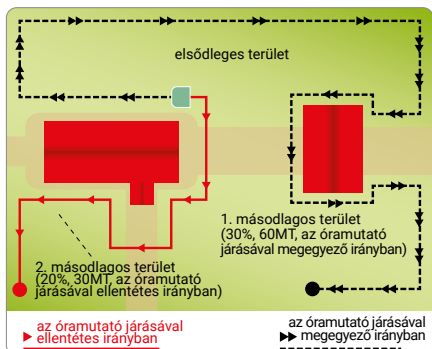 elsődleges terület
1. másodlagos terület
(30%, 60MT, az óramutató
járásával megegyező irányban)
2. másodlagos terület
(20%, 30MT, az óramutató
járásával ellentétes irányban)
az óramutató járásával
ellentétes irányban
az óramutató járásával
megegyező irányban